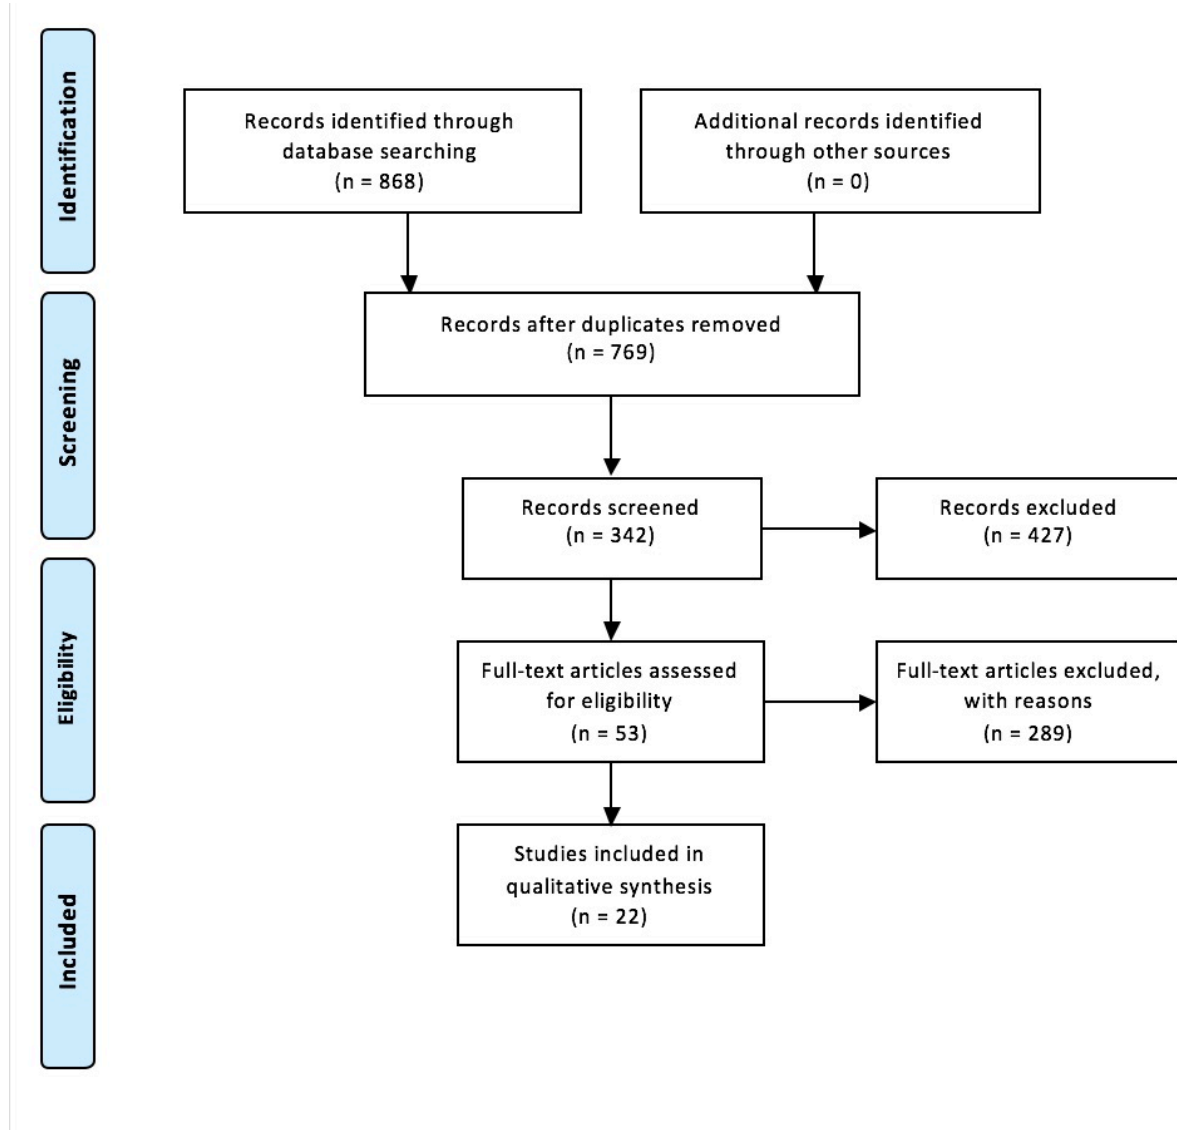 Identification
Records identified through
database searching
(n = 868)
Additional records identified
through other sources
(n = 0)
Screening
Records after duplicates removed
(n = 769)
Records screened
(n = 342)
Records excluded
(n = 427)
Eligibility
Full-text articles assessed
for eligibility
(n = 53)
Full-text articles excluded,
with reasons
(n = 289)
Included
Studies included in
qualitative synthesis
(n = 22)